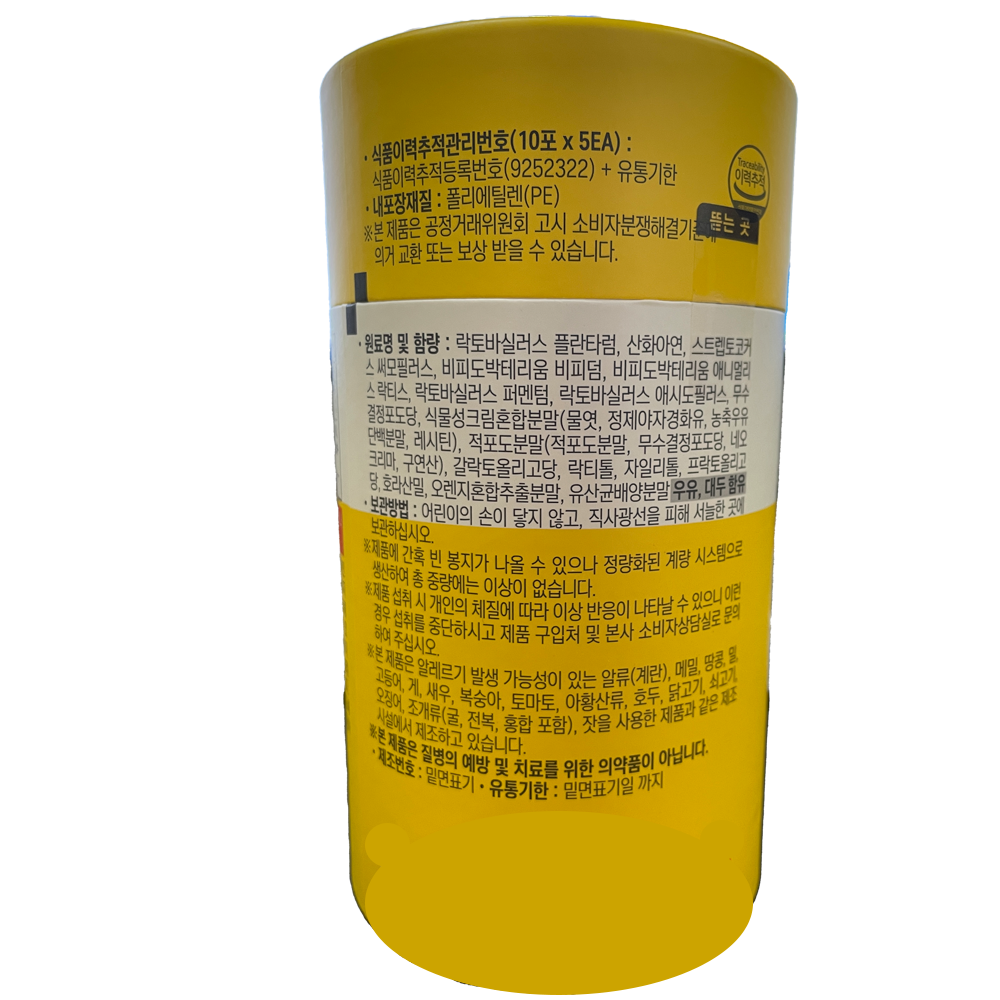 · 식품이력추적관리번호(10포 x 5EA) :
식품이력추적등록번호(9252322) + 유통기한
· 내포장재질 : 폴리에틸렌(PE)
※본 제품은 공정거래위원회 고시 소비자분쟁해결기준에
의거 교환 또는 보상 받을 수 있습니다.
Traceability
이력추적
뜯는 곳
· 원료명 및 함량 : 락토바실러스 플란타럼, 산화아연, 스트렙토코커
스 써모필러스, 비피도박테리움 비피덤, 비피도박테리움 애니멀리
스 락티스, 락토바실러스 퍼멘텀, 락토바실러스 애시도필러스, 무수
결정포도당, 식물성크림혼합분말(물엿, 정제야자경화유, 농축우유
단백분말, 레시틴), 적포도분말(적포도분말, 무수결정포도당, 네오
크리마, 구연산), 갈락토올리고당, 락티톨, 자일리톨, 프락토올리고
당, 호라산밀, 오렌지혼합추출분말, 유산균배양분말 우유, 대두 함유
· 보관방법 : 어린이의 손이 닿지 않고, 직사광선을 피해 서늘한 곳에
보관하십시오.
※제품에 간혹 빈 봉지가 나올 수 있으나 정량화된 계량 시스템으로
생산하여 총 중량에는 이상이 없습니다.
※제품 섭취 시 개인의 체질에 따라 이상 반응이 나타날 수 있으니 이런
경우 섭취를 중단하시고 제품 구입처 및 본사 소비자상담실로 문의
하여 주십시오.
※본 제품은 알레르기 발생 가능성이 있는 알류(계란), 메밀, 땅콩, 밀,
고등어, 게, 새우, 복숭아, 토마토, 아황산류, 호두, 닭고기, 쇠고기,
오징어, 조개류(굴, 전복, 홍합 포함), 잣을 사용한 제품과 같은 제조
시설에서 제조하고 있습니다.
※본 제품은 질병의 예방 및 치료를 위한 의약품이 아닙니다.
· 제조번호 : 밑면표기 · 유통기한 : 밑면표기일 까지